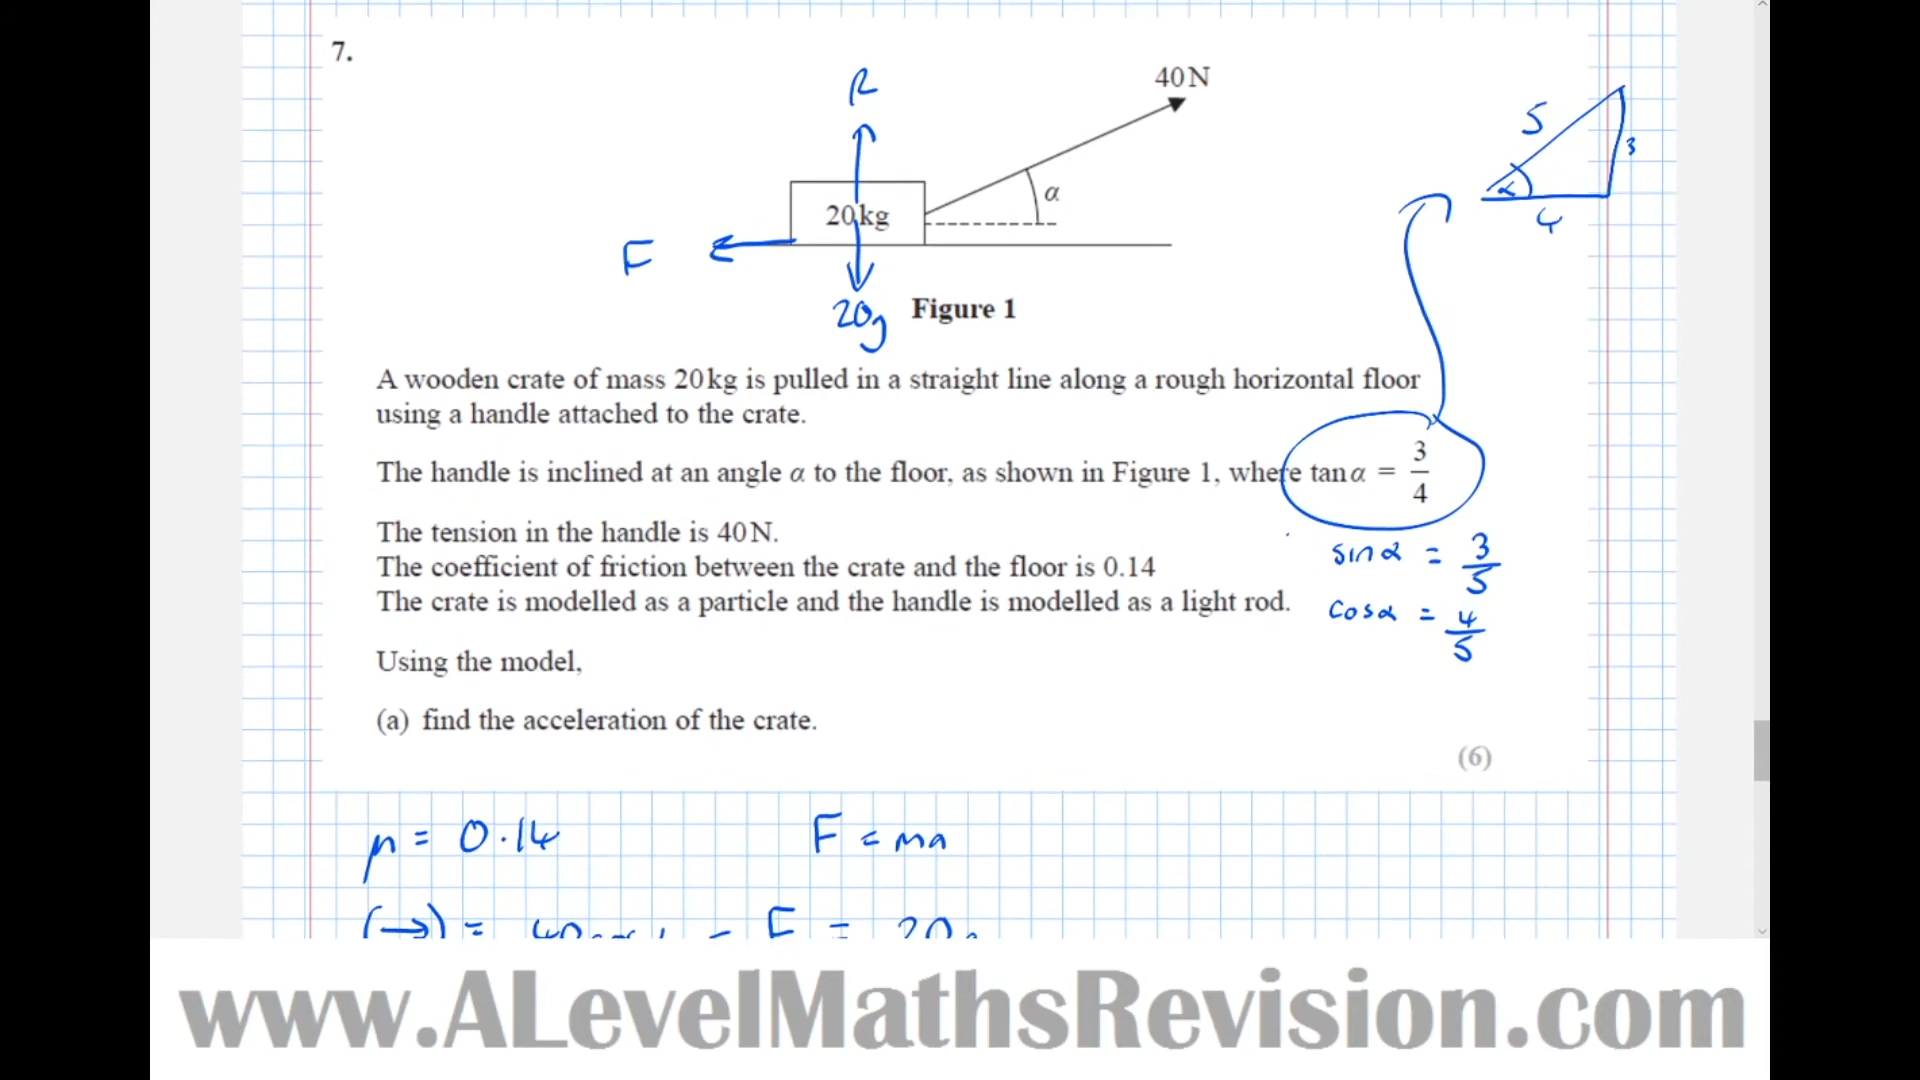 7.
R
40N
5
3
α
4
α
20kg
F
20g
Figure 1
A wooden crate of mass 20kg is pulled in a straight line along a rough horizontal floor
using a handle attached to the crate.
The handle is inclined at an angle α to the floor, as shown in Figure 1, where tan α = 3/4
The tension in the handle is 40N.
sinα = 3/5
The coefficient of friction between the crate and the floor is 0.14
The crate is modelled as a particle and the handle is modelled as a light rod.
cosα = 4/5
Using the model,
(a) find the acceleration of the crate.
(6)
μ = 0.14
F = ma
(→) = 40 - F = 20
www.ALevelMathsRevision.com